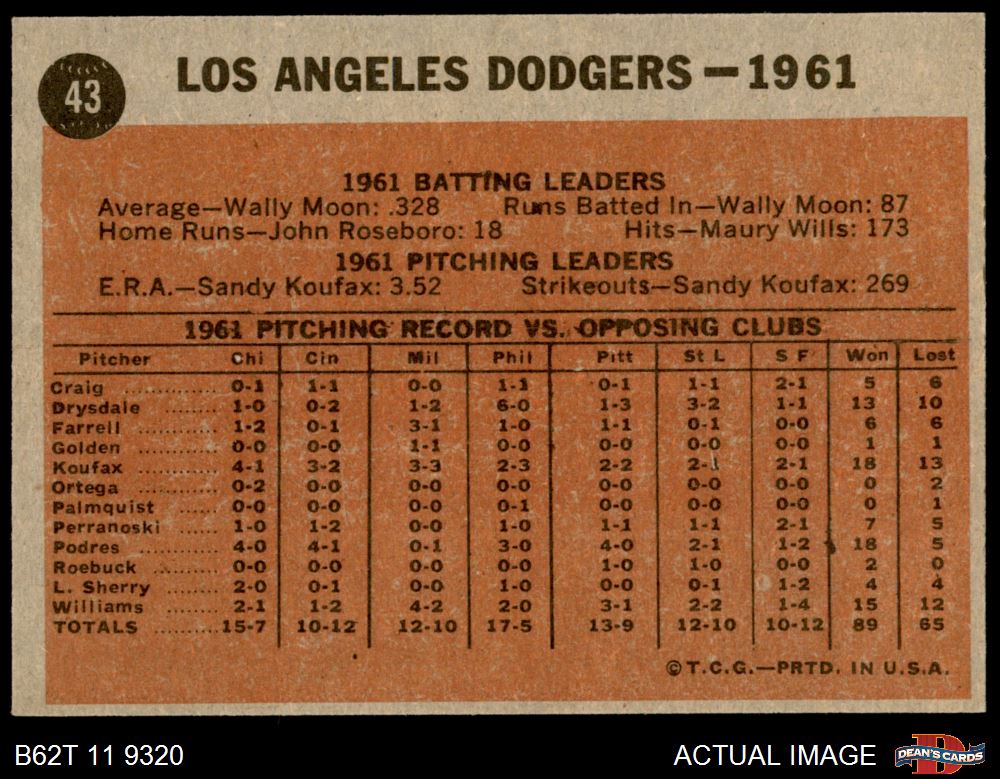 43
LOS ANGELES DODGERS — 1961
1961 BATTING LEADERS
Average—Wally Moon: .328 Runs Batted In—Wally Moon: 87
Home Runs—John Roseboro: 18 Hits—Maury Wills: 173
1961 PITCHING LEADERS
E.R.A.—Sandy Koufax: 3.52 Strikeouts—Sandy Koufax: 269
1961 PITCHING RECORD VS. OPPOSING CLUBS
Pitcher Chi Cin Mil Phil Pitt St L S F Won Lost
Craig ............ 0-1 1-1 0-0 1-1 0-1 1-1 2-1 5 6
Drysdale ........ 1-0 0-2 1-2 6-0 1-3 3-2 1-1 13 10
Farrell ............ 1-2 0-1 3-1 1-0 1-1 0-1 0-0 6 6
Golden .......... 0-0 0-0 1-1 0-0 0-0 0-0 0-0 1 1
Koufax .......... 4-1 3-2 3-3 2-3 2-2 2-1 2-1 18 13
Ortega ............ 0-2 0-0 0-0 0-0 0-0 0-0 0-0 0 2
Palmquist ...... 0-0 0-0 0-0 0-1 0-0 0-0 0-0 0 1
Perranoski ...... 1-0 1-2 0-0 1-0 1-1 1-1 2-1 7 5
Podres ............ 4-0 4-1 0-1 3-0 4-0 2-1 1-2 18 5
Roebuck ........ 0-0 0-0 0-0 0-0 1-0 1-0 0-0 2 0
L. Sherry ........ 2-0 0-1 0-0 1-0 0-0 0-1 1-2 4 4
Williams ........ 2-1 1-2 4-2 2-0 3-1 2-2 1-4 15 12
TOTALS ..........15-7 10-12 12-10 17-5 13-9 12-10 10-12 89 65
©T.C.G.—PRTD. IN U.S.A.
B62T 11 9320 ACTUAL IMAGE DEAN'S CARDS